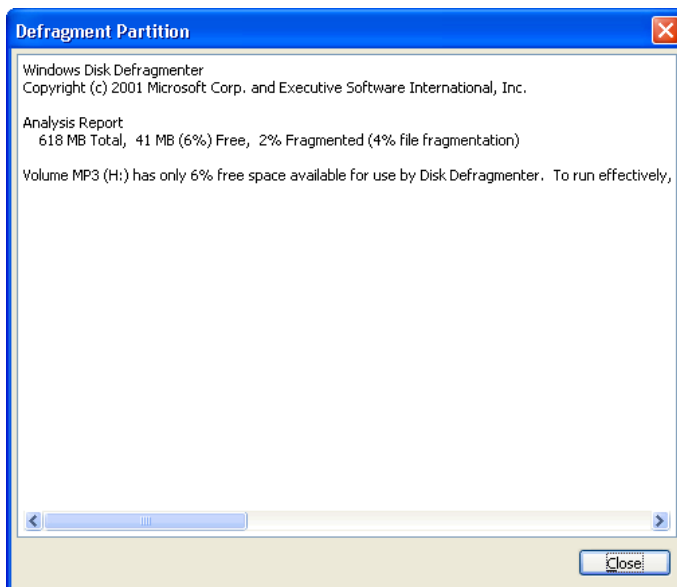 Defragment Partition
Windows Disk Defragmenter
Copyright (c) 2001 Microsoft Corp. and Executive Software International, Inc.
Analysis Report
618 MB Total, 41 MB (6%) Free, 2% Fragmented (4% file fragmentation)
Volume MP3 (H:) has only 6% free space available for use by Disk Defragmenter. To run effectively,
Close